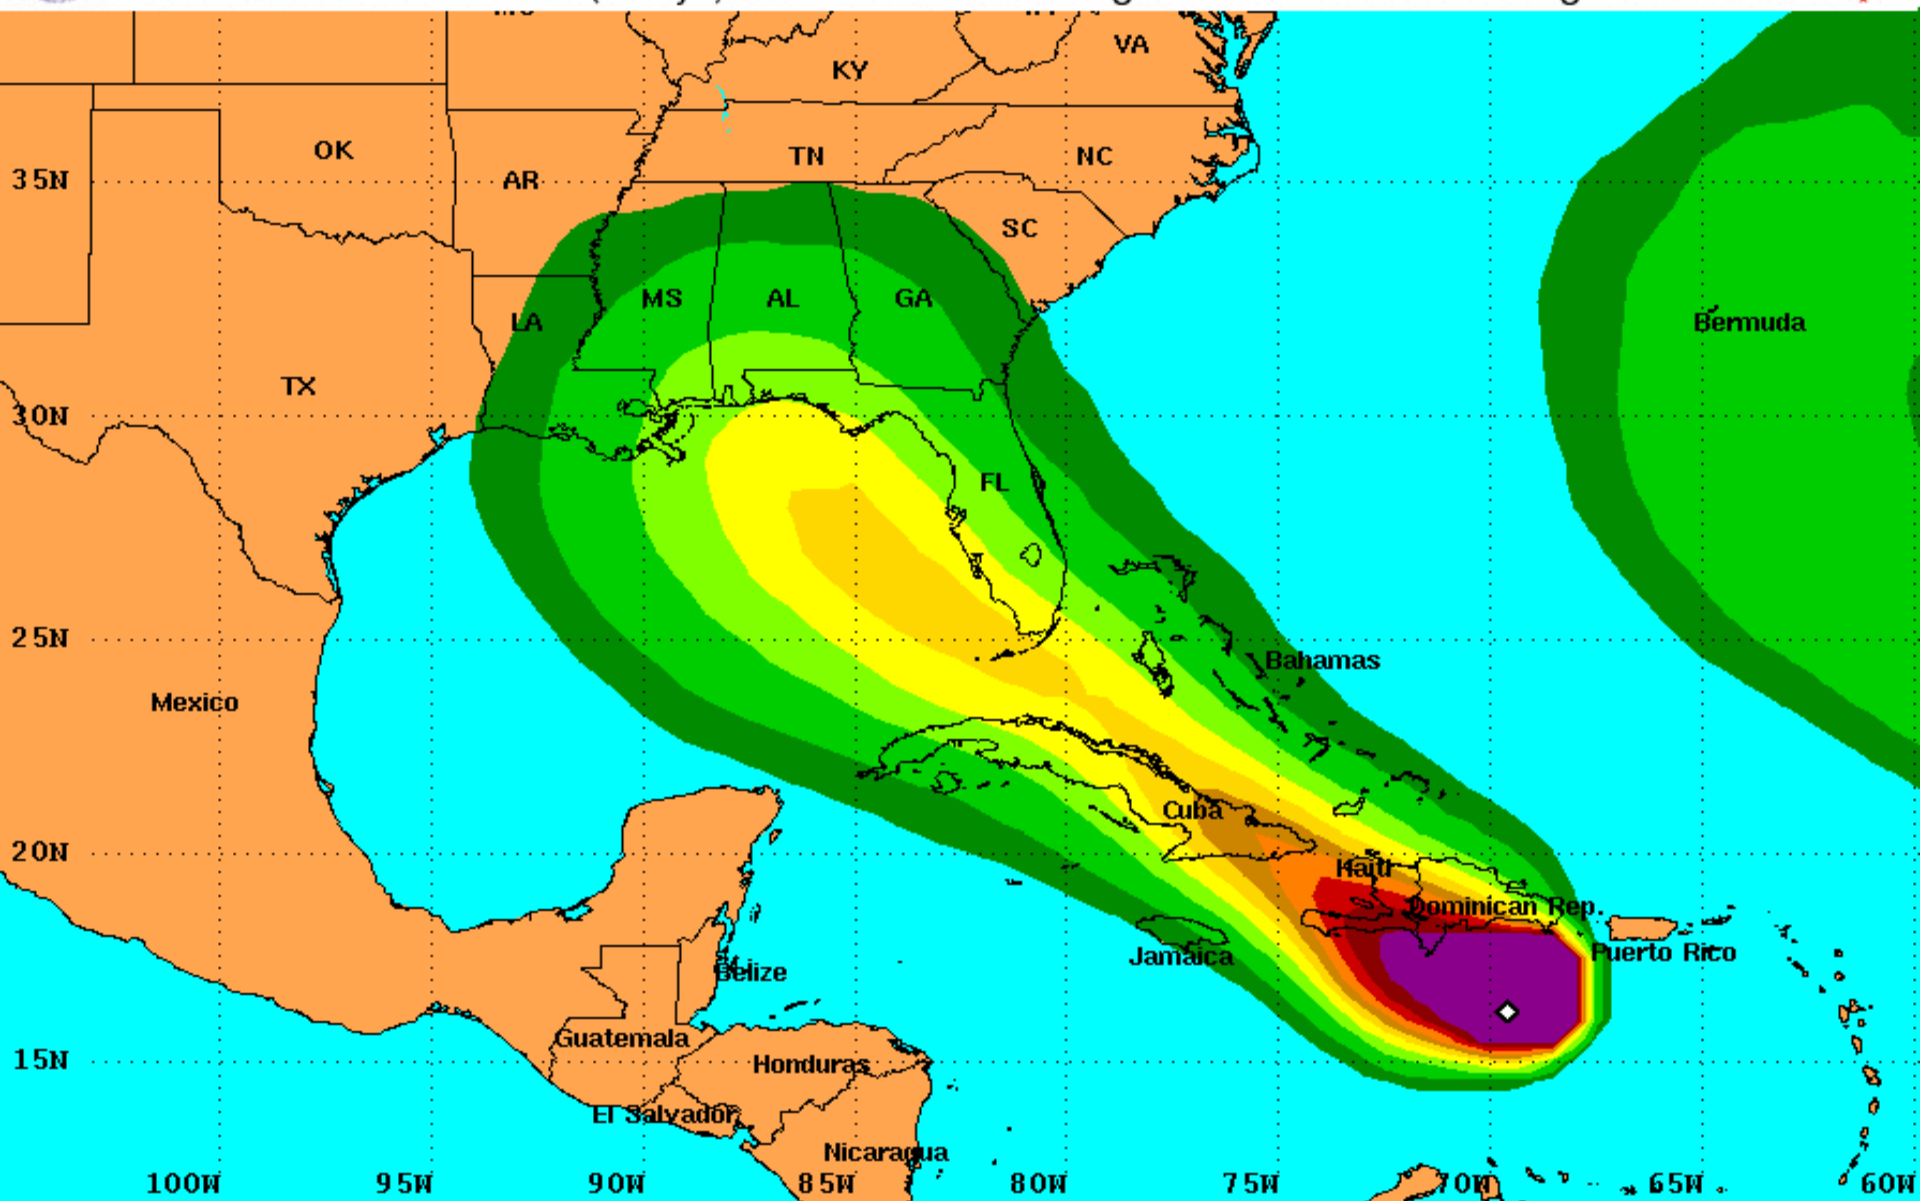 VA
KY
OK
TN
NC
35N
AR
SC
MS
AL
GA
LA
Bermuda
TX
30N
FL
25N
Bahamas
Mexico
Cuba
20N
Haiti
Dominican Rep.
Jamaica
Puerto Rico
Belize
Guatemala
15N
Honduras
El Salvador
Nicaragua
100W 95W 90W 85W 80W 75W 70W 65W 60W